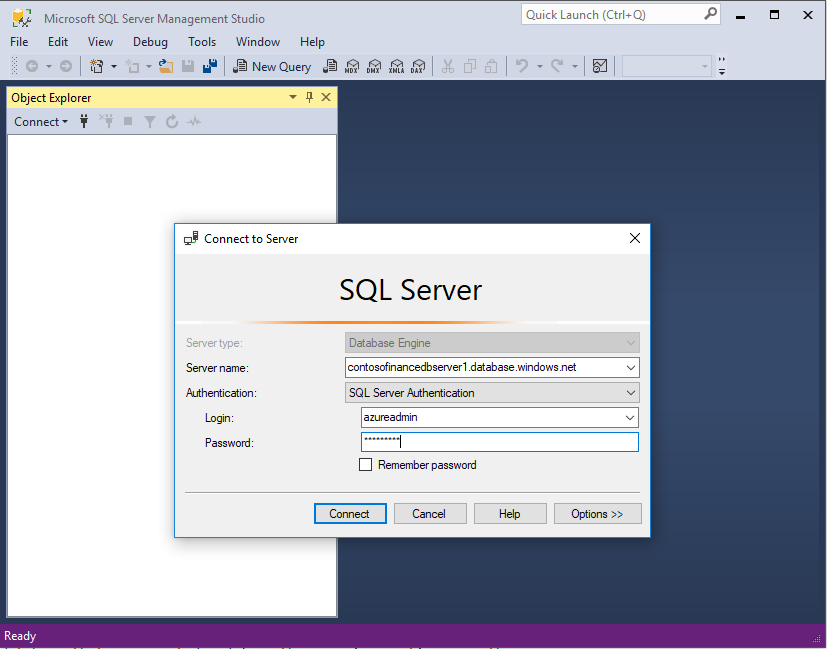 Microsoft SQL Server Management Studio
Quick Launch (Ctrl+Q)
File Edit View Debug Tools Window Help
New Query MDX DMX XMLA DAX
Object Explorer
Connect
Connect to Server
SQL Server
Server type: Database Engine
Server name: contosofinancedbserver1.database.windows.net
Authentication: SQL Server Authentication
Login: azureadmin
Password: *********
Remember password
Connect Cancel Help Options >>
Ready